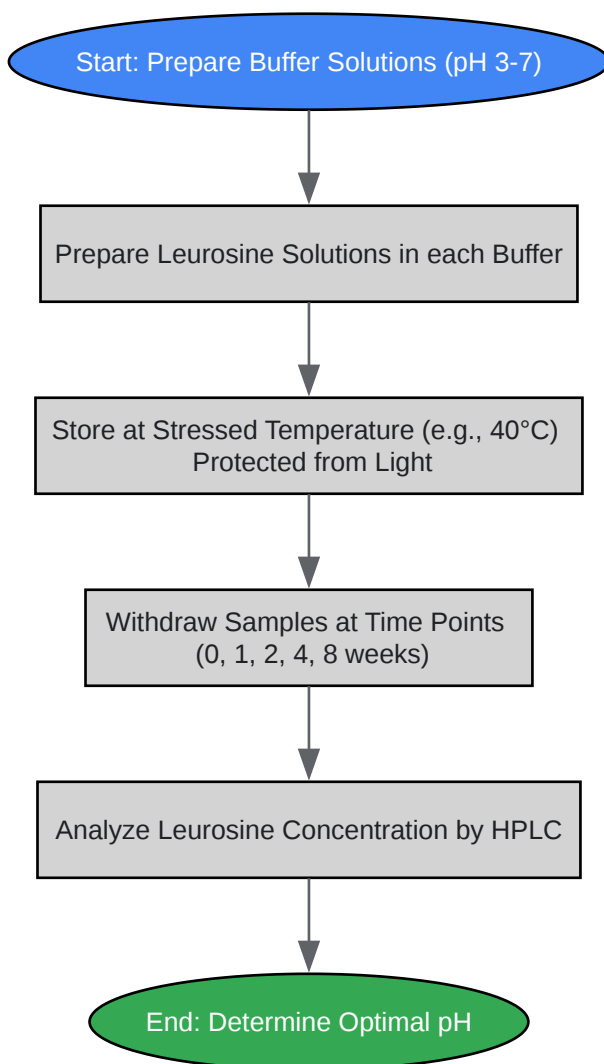 Start: Prepare Buffer Solutions (pH 3-7)
Prepare Leurosine Solutions in each Buffer
Store at Stressed Temperature (e.g., 40°C)
Protected from Light
Withdraw Samples at Time Points
(0, 1, 2, 4, 8 weeks)
Analyze Leurosine Concentration by HPLC
End: Determine Optimal pH